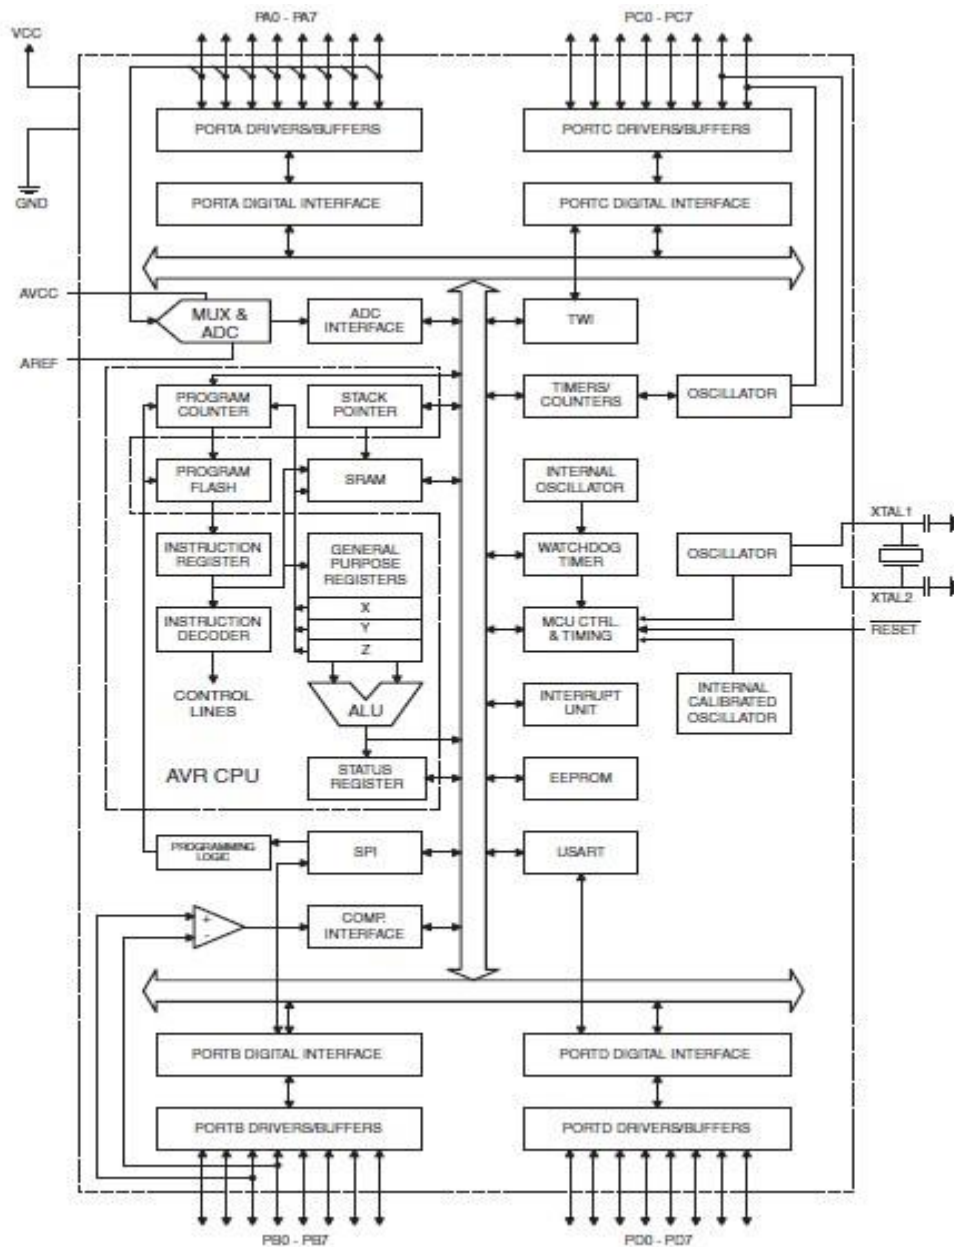 PA0 - PA7
PC0 - PC7
VCC
PORTA DRIVERS/BUFFERS
PORTC DRIVERS/BUFFERS
PORTA DIGITAL INTERFACE
PORTC DIGITAL INTERFACE
GND
AVCC
MUX &
ADC
ADC
INTERFACE
TWI
AREF
PROGRAM
COUNTER
STACK
POINTER
TIMERS/
COUNTERS
OSCILLATOR
PROGRAM
FLASH
SRAM
INTERNAL
OSCILLATOR
XTAL1
INSTRUCTION
REGISTER
GENERAL
PURPOSE
REGISTERS
WATCHDOG
TIMER
OSCILLATOR
XTAL2
X
INSTRUCTION
DECODER
Y
MCU CTRL.
& TIMING
RESET
Z
CONTROL
LINES
ALU
INTERRUPT
UNIT
INTERNAL
CALIBRATED
OSCILLATOR
AVR CPU
STATUS
REGISTER
EEPROM
PROGRAMMING
LOGIC
SPI
USART
+
-
COMP.
INTERFACE
PORTB DIGITAL INTERFACE
PORTD DIGITAL INTERFACE
PORTB DRIVERS/BUFFERS
PORTD DRIVERS/BUFFERS
PB0 - PB7
PD0 - PD7